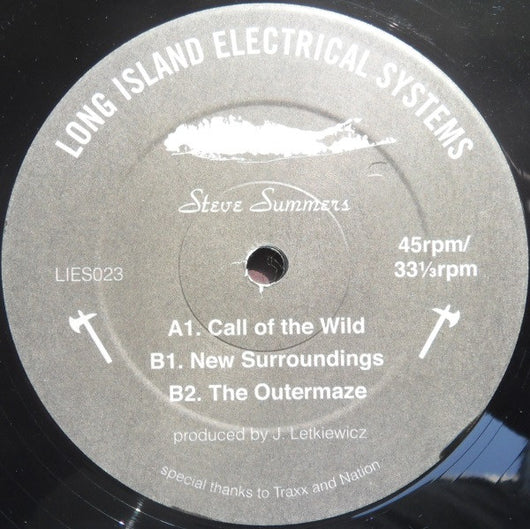 LONG ISLAND ELECTRICAL SYSTEMS
Steve Summers
LIES023
45rpm/
33⅓rpm
A1. Call of the Wild
B1. New Surroundings
B2. The Outermaze
produced by J. Letkiewicz
special thanks to Traxx and Nation